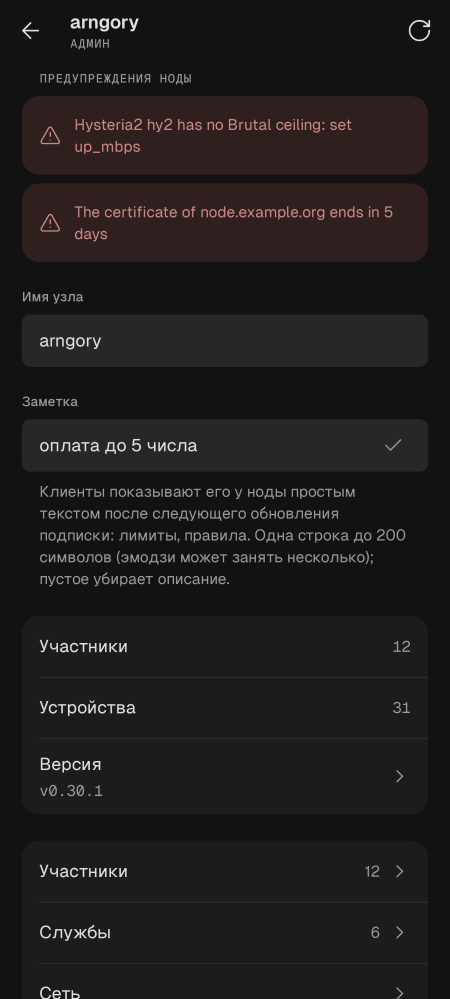 arngory
АДМИН
ПРЕДУПРЕЖДЕНИЯ НОДЫ
Hysteria2 hy2 has no Brutal ceiling: set
up_mbps
The certificate of node.example.org ends in 5
days
Имя узла
arngory
Заметка
оплата до 5 числа
Клиенты показывают его у ноды простым
текстом после следующего обновления
подписки: лимиты, правила. Одна строка до 200
символов (эмодзи может занять несколько);
пустое убирает описание.
Участники 12
Устройства 31
Версия
v0.30.1
Участники 12
Службы 6
Сеть